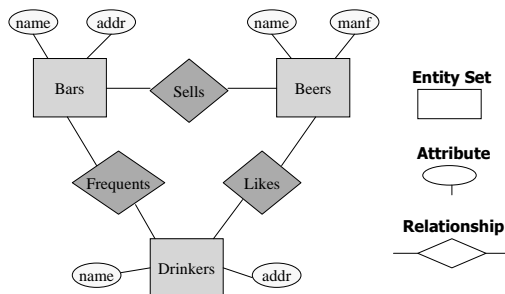 name addr name manf
Bars Sells Beers
Entity Set
Attribute
Frequents Likes
Relationship
name Drinkers addr